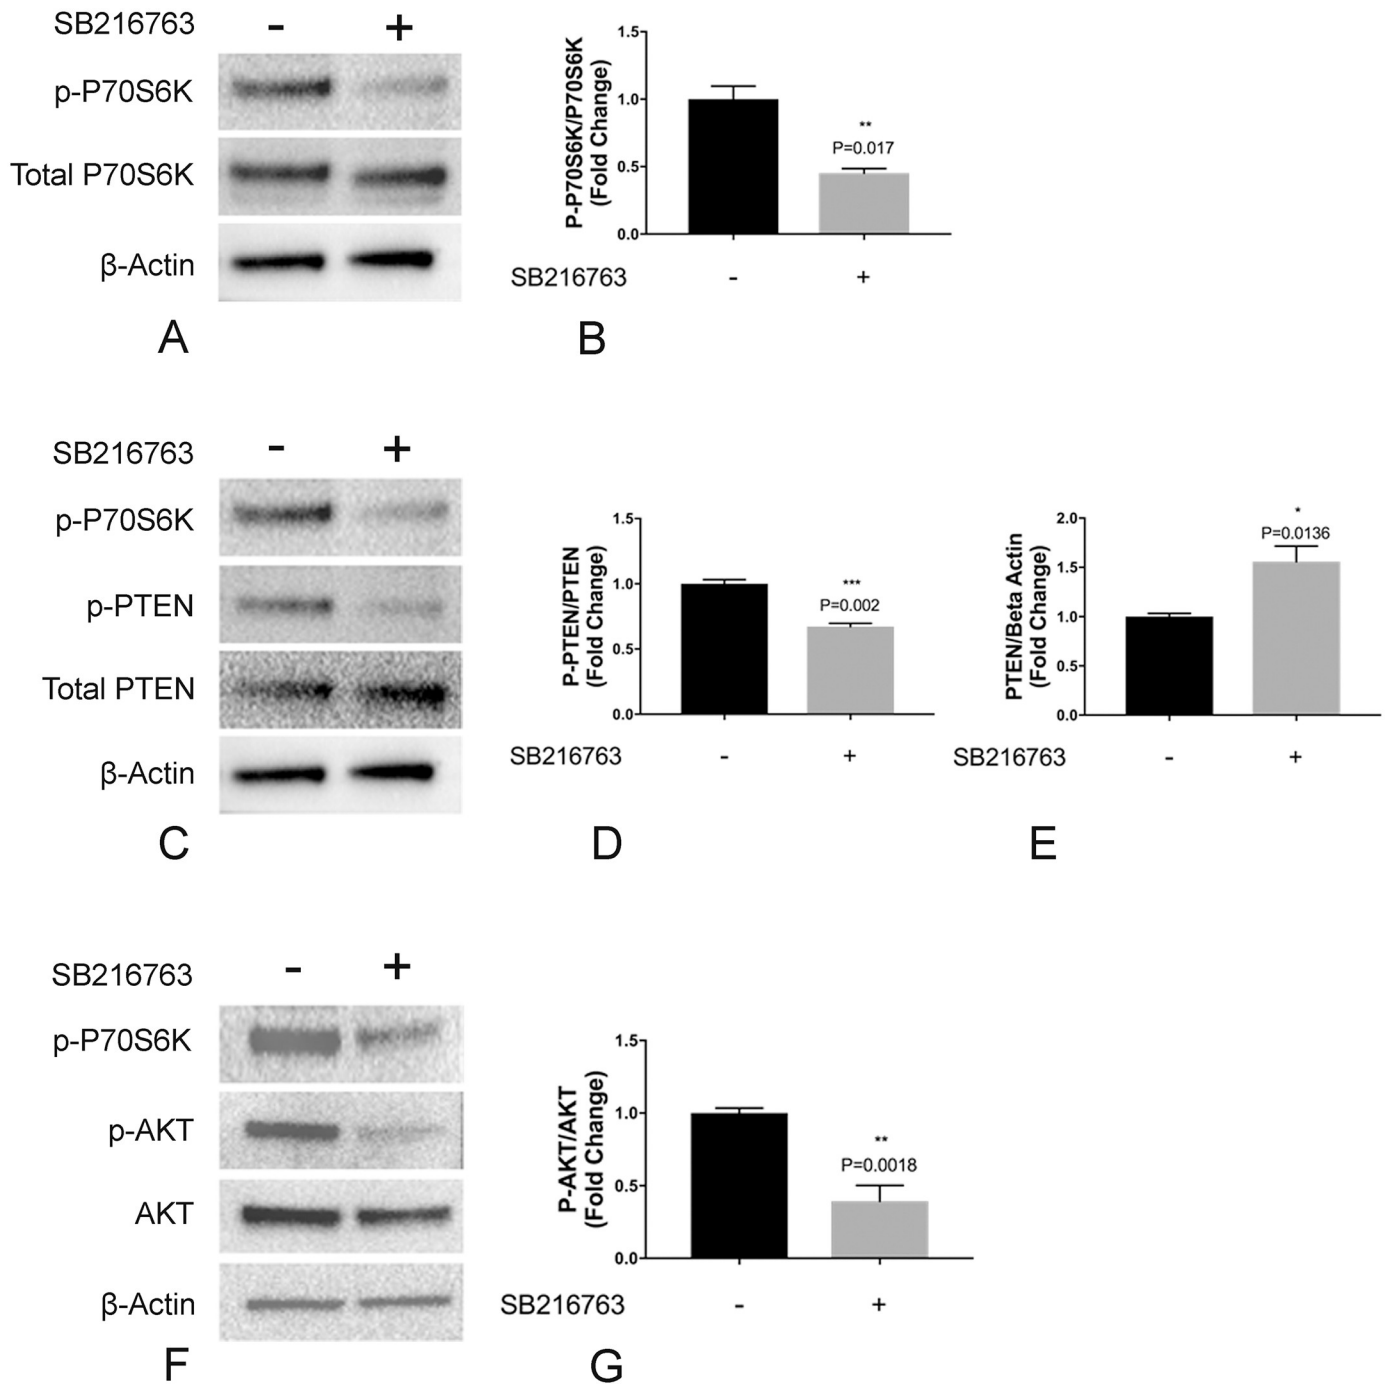 SB216763 - +
p-P70S6K
Total P70S6K
β-Actin
A
P-P70S6K/P70S6K
(Fold Change)
1.5
1.0
0.5
0.0
**
P=0.017
SB216763 - +
B
SB216763 - +
p-P70S6K
p-PTEN
Total PTEN
β-Actin
C
P-PTEN/PTEN
(Fold Change)
1.5
1.0
0.5
0.0
***
P=0.002
SB216763 - +
D
PTEN/Beta Actin
(Fold Change)
2.0
1.5
1.0
0.5
0.0
*
P=0.0136
SB216763 - +
E
SB216763 - +
p-P70S6K
p-AKT
AKT
β-Actin
F
P-AKT/AKT
(Fold Change)
1.5
1.0
0.5
0.0
**
P=0.0018
SB216763 - +
G